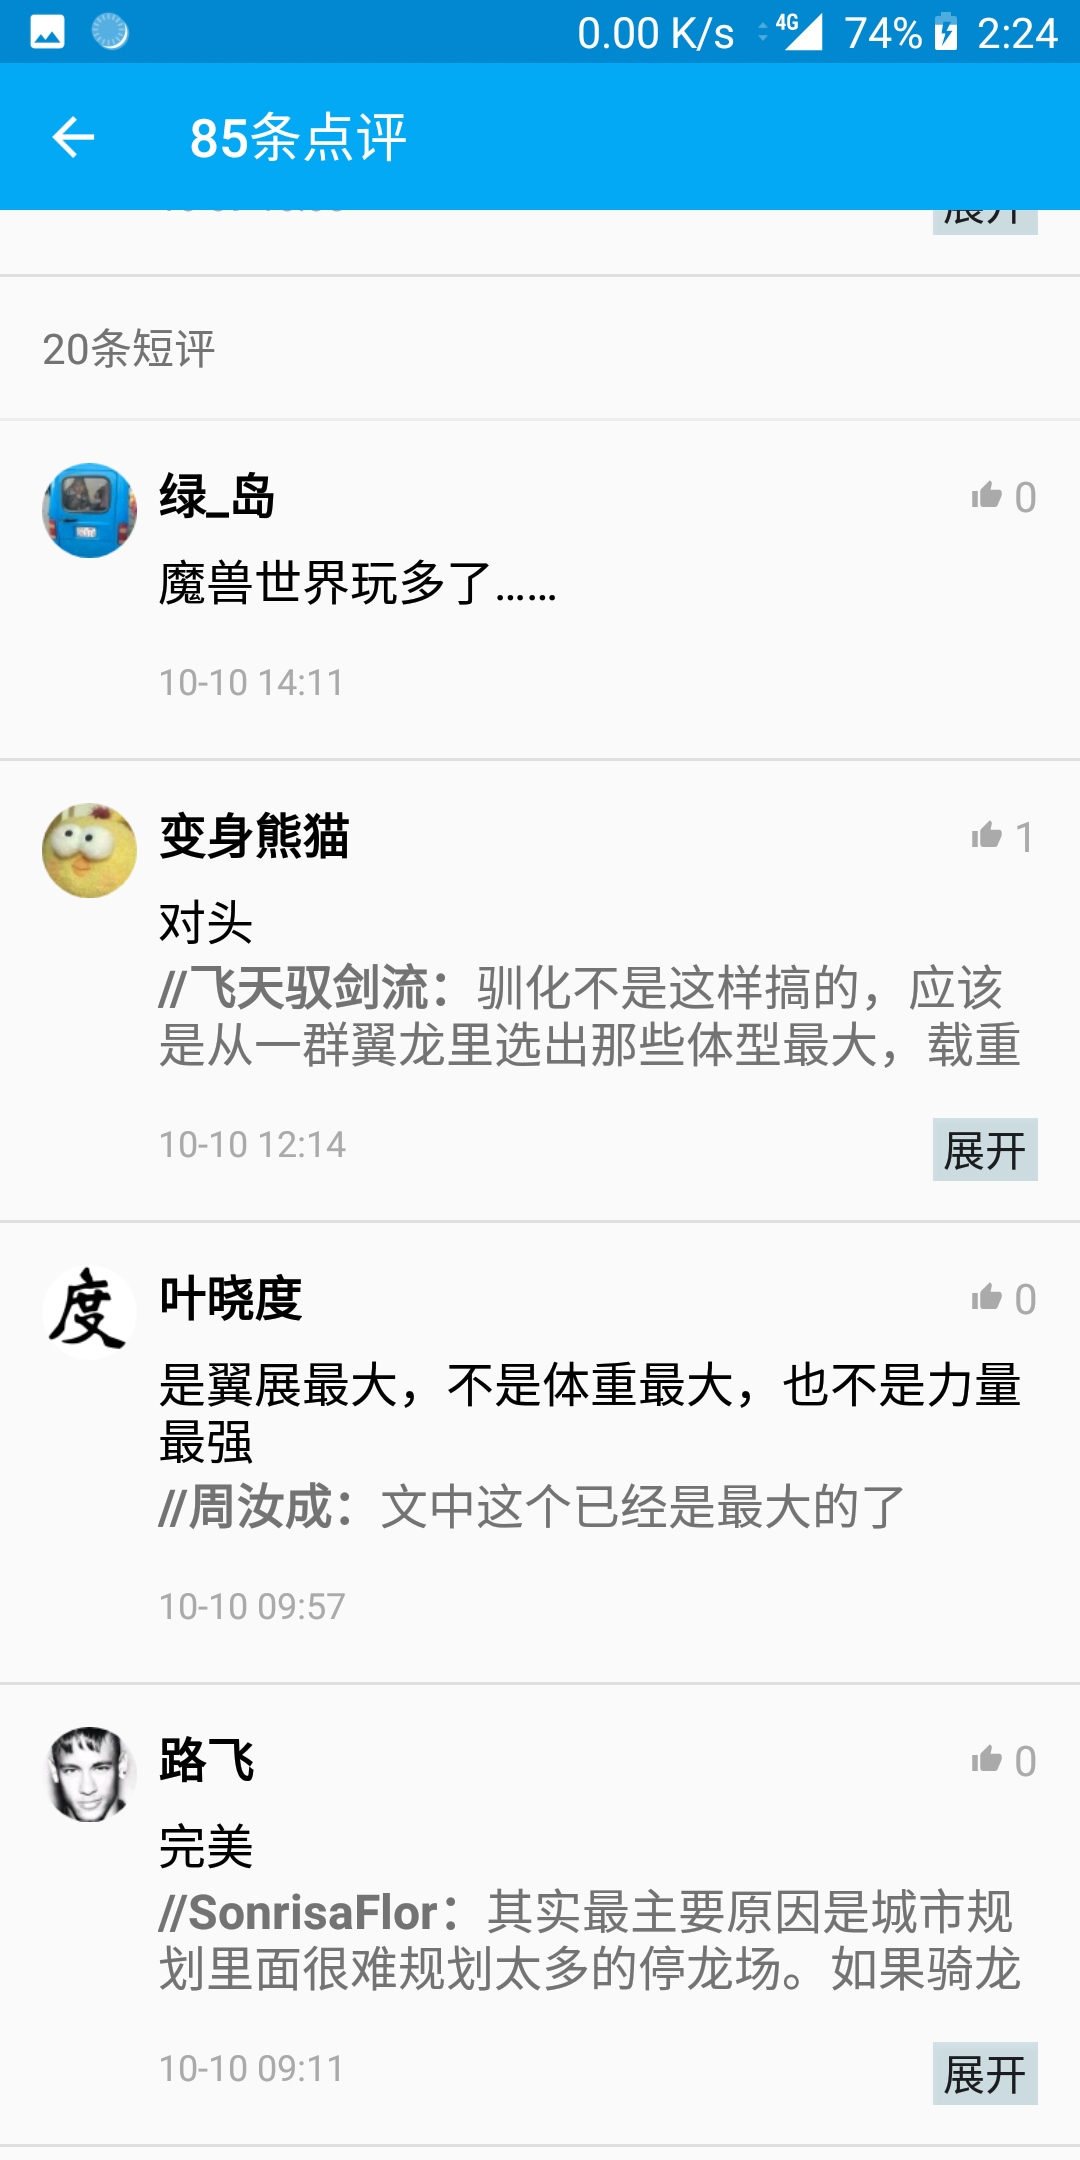 0.00 K/s 4G 74% 2:24
85条点评
展开
20条短评
绿_岛
0
魔兽世界玩多了……
10-10 14:11
变身熊猫
1
对头
//飞天驭剑流：驯化不是这样搞的，应该
是从一群翼龙里选出那些体型最大，载重
10-10 12:14
展开
度
叶晓度
0
是翼展最大，不是体重最大，也不是力量
最强
//周汝成：文中这个已经是最大的了
10-10 09:57
路飞
0
完美
//SonrisaFlor：其实最主要原因是城市规
划里面很难规划太多的停龙场。如果骑龙
10-10 09:11
展开